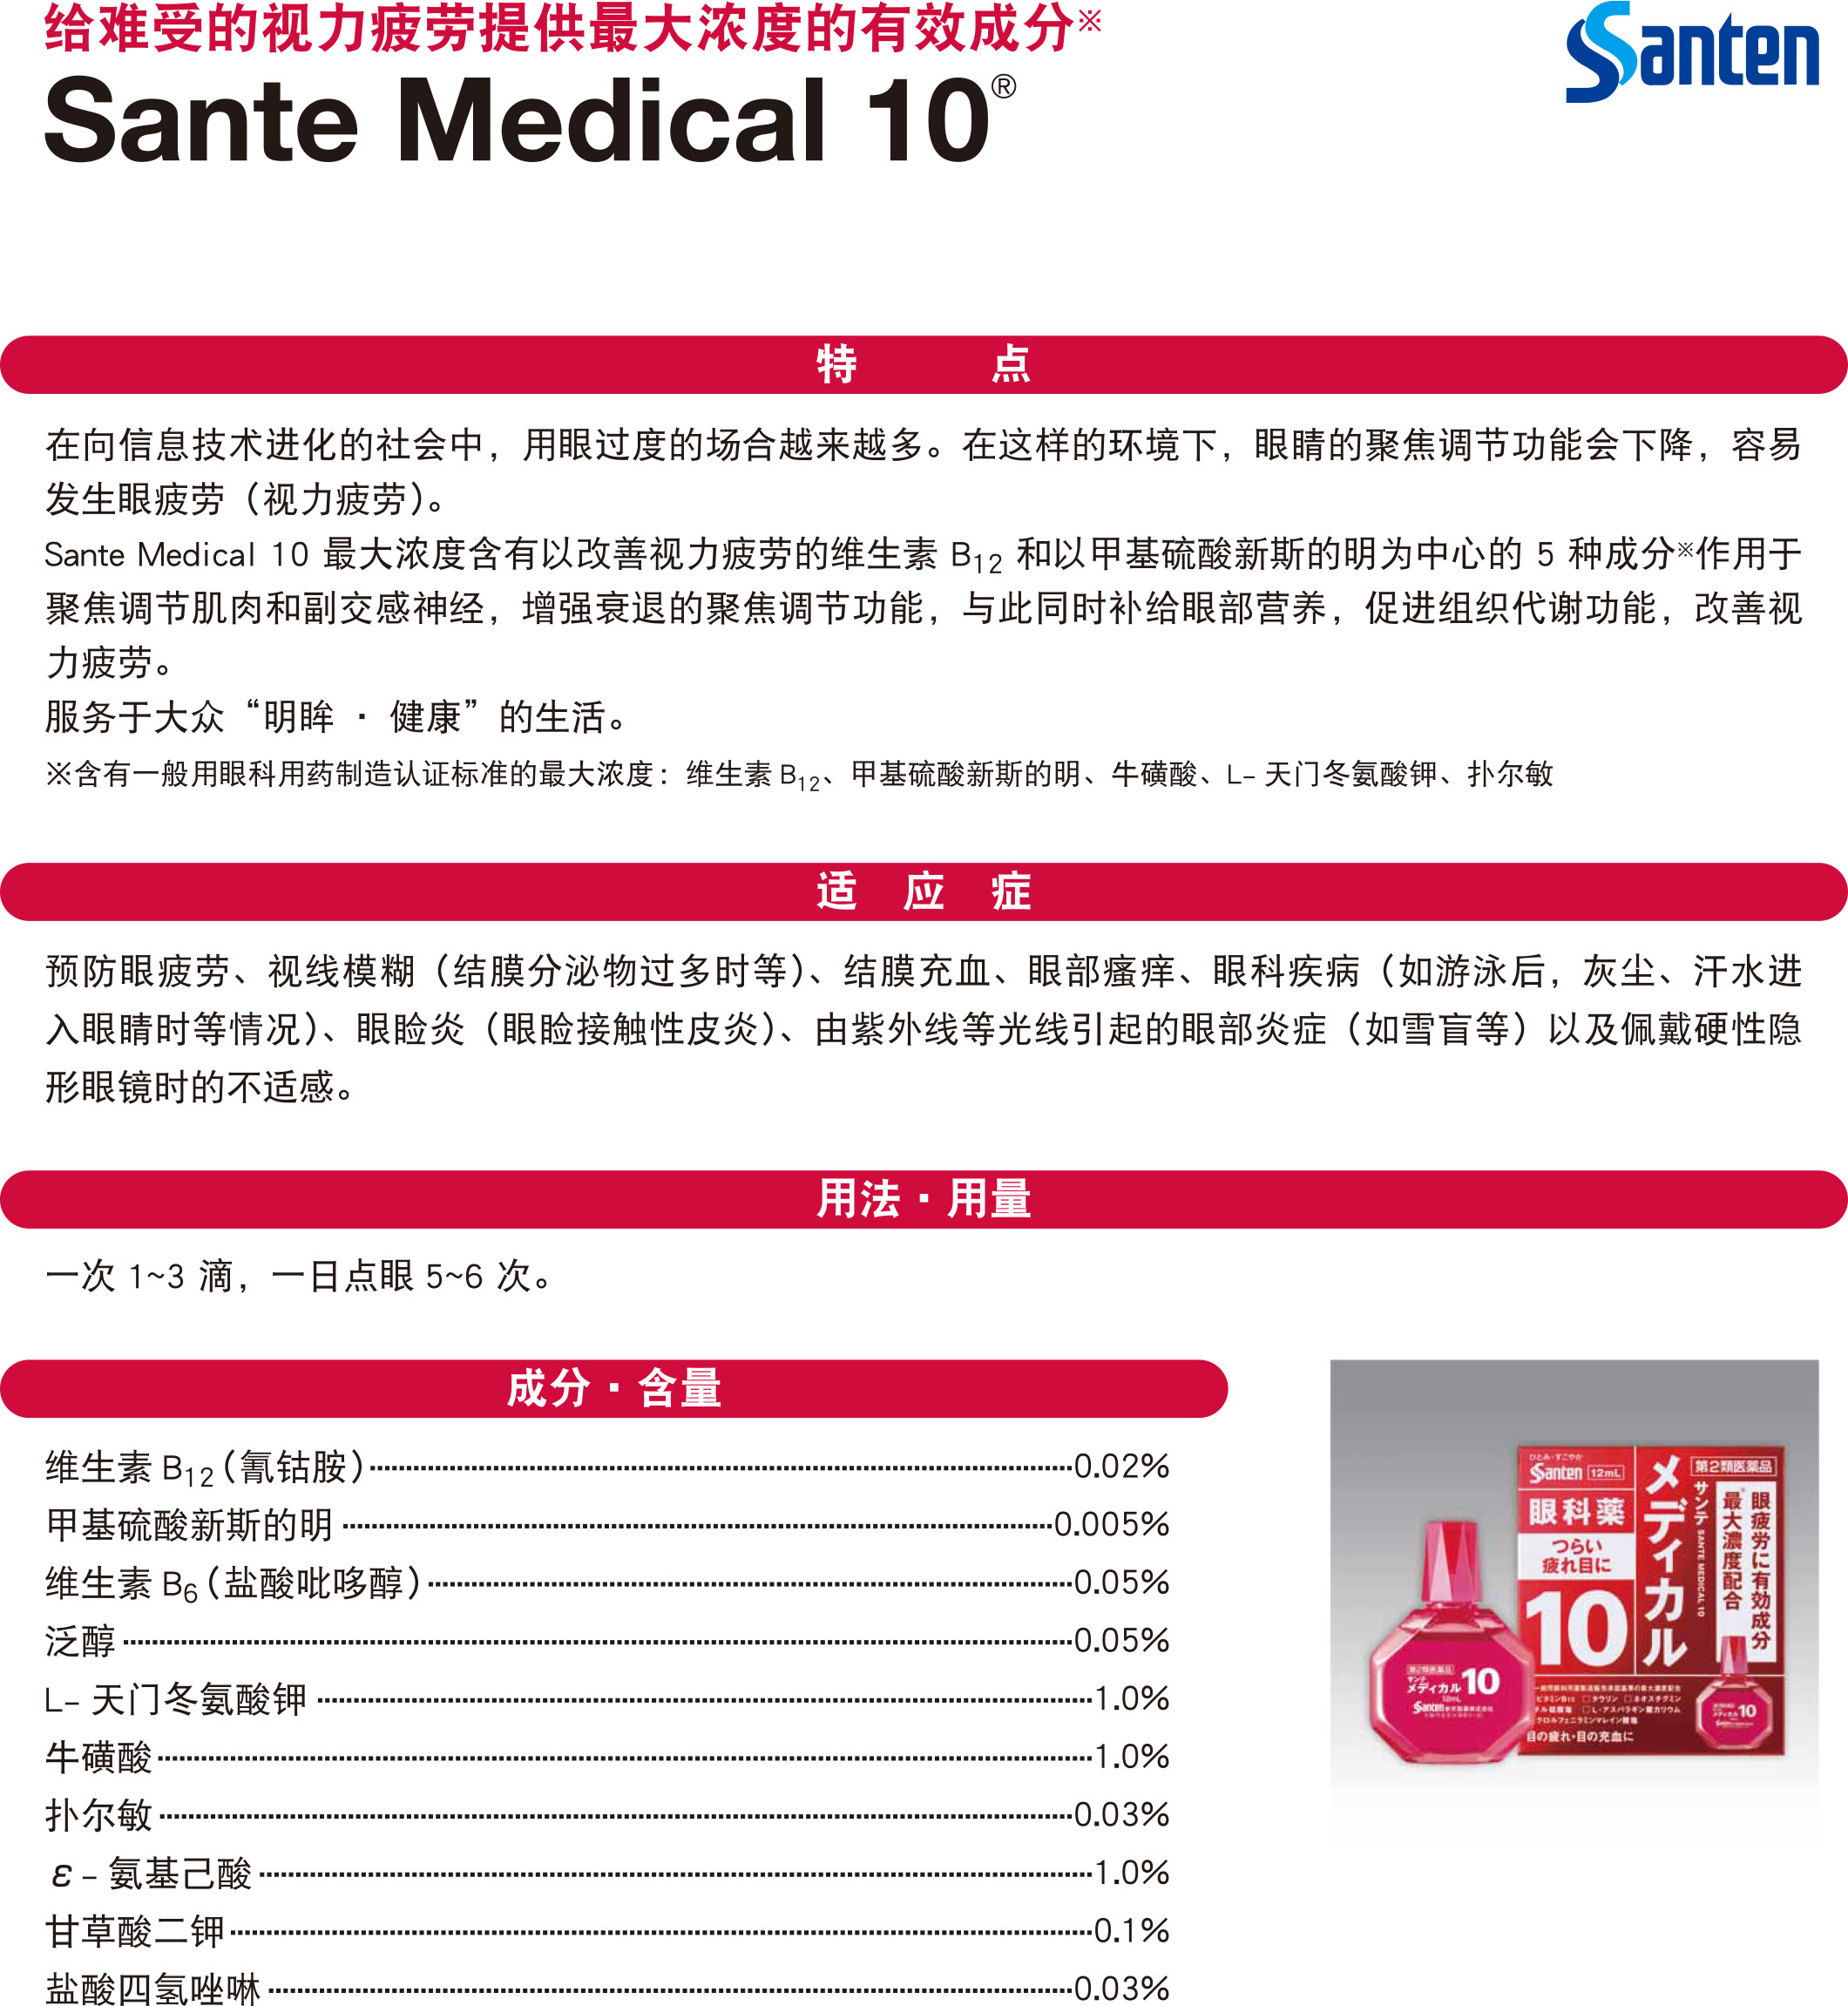 给难受的视力疲劳提供最大浓度的有效成分※
Santen
Sante Medical 10®
特 点
在向信息技术进化的社会中，用眼过度的场合越来越多。在这样的环境下，眼睛的聚焦调节功能会下降，容易
发生眼疲劳（视力疲劳）。
Sante Medical 10 最大浓度含有以改善视力疲劳的维生素 B12 和以甲基硫酸新斯的明为中心的 5 种成分※作用于
聚焦调节肌肉和副交感神经，增强衰退的聚焦调节功能，与此同时补给眼部营养，促进组织代谢功能，改善视
力疲劳。
服务于大众“明眸 · 健康”的生活。
※含有一般用眼科用药制造认证标准的最大浓度：维生素 B12、甲基硫酸新斯的明、牛磺酸、L– 天门冬氨酸钾、扑尔敏
适 应 症
预防眼疲劳、视线模糊（结膜分泌物过多时等）、结膜充血、眼部瘙痒、眼科疾病（如游泳后，灰尘、汗水进
入眼睛时等情况）、眼睑炎（眼睑接触性皮炎）、由紫外线等光线引起的眼部炎症（如雪盲等）以及佩戴硬性隐
形眼镜时的不适感。
用法 · 用量
一次 1~3 滴，一日点眼 5~6 次。
成分 · 含量
维生素 B12（氰钴胺） 0.02%
甲基硫酸新斯的明 0.005%
维生素 B6（盐酸吡哆醇） 0.05%
泛醇 0.05%
L– 天门冬氨酸钾 1.0%
牛磺酸 1.0%
扑尔敏 0.03%
ε– 氨基己酸 1.0%
甘草酸二钾 0.1%
盐酸四氢唑啉 0.03%
ひとみ・すこやか
Santen 12mL
眼科薬
つらい
疲れ目に
10
メディカル
サンテ SANTE MEDICAL 10
第2類医薬品
眼疲労に有効成分
最大濃度配合
目の疲れ・目の充血に
第2類医薬品
サンテ
メディカル 10
12mL
Santen